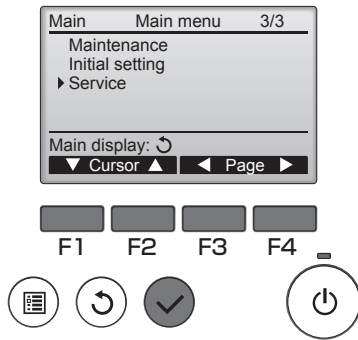 Main Main menu 3/3
Maintenance
Initial setting
Service
Main display:
Cursor Page
F1 F2 F3 F4